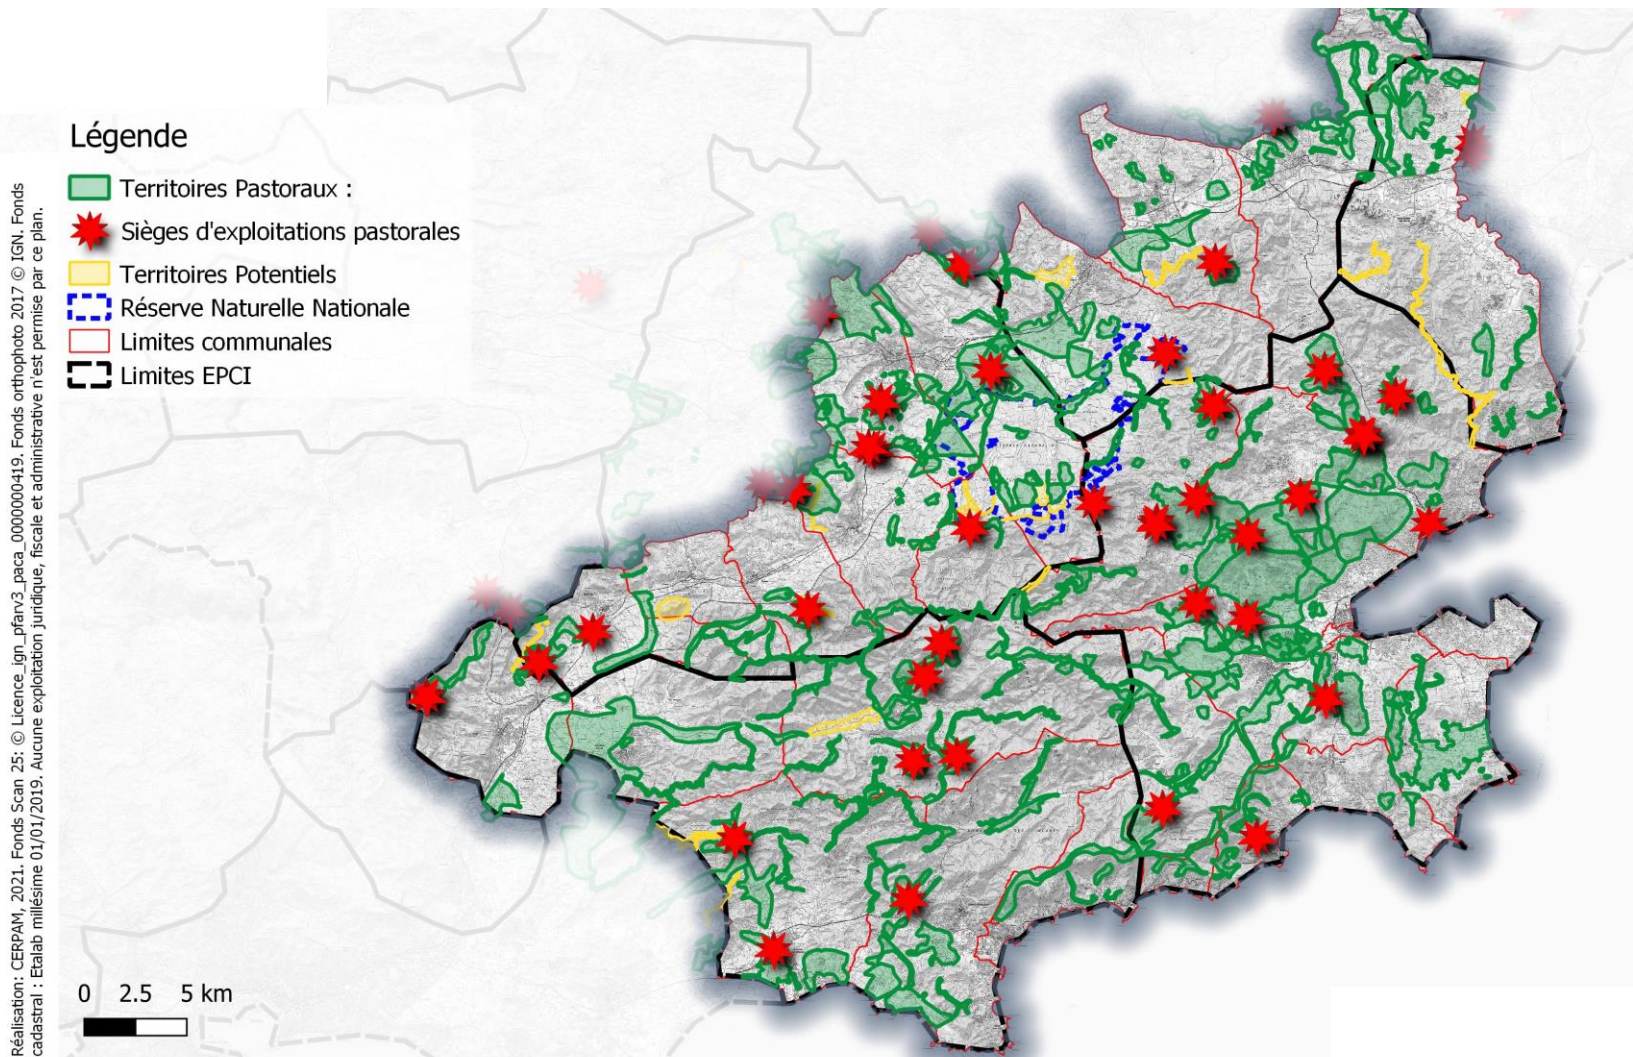 Légende
Territoires Pastoraux :
Sièges d'exploitations pastorales
Territoires Potentiels
Réserve Naturelle Nationale
Limites communales
Limites EPCI
0 2.5 5 km
Réalisation: CERPAM, 2021. Fonds Scan 25: © Licence_ign_pfarv3_paca_0000000419. Fonds orthophoto 2017 © IGN. Fonds
cadastral : Etalab millésime 01/01/2019. Aucune exploitation juridique, fiscale et administrative n'est permise par ce plan.